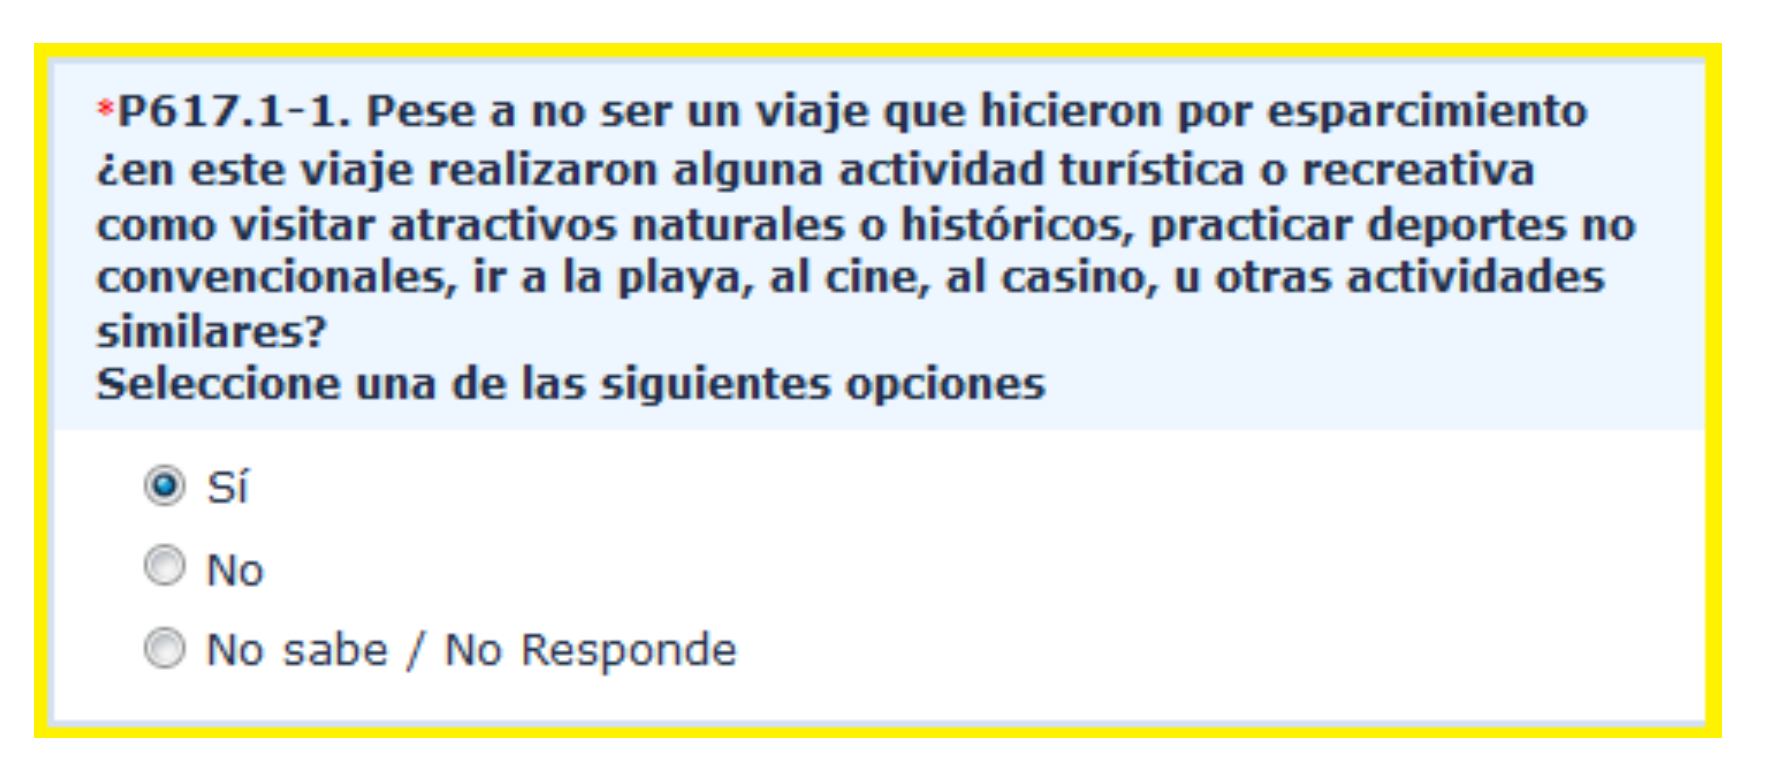 *P617.1-1. Pese a no ser un viaje que hicieron por esparcimiento
¿en este viaje realizaron alguna actividad turística o recreativa
como visitar atractivos naturales o históricos, practicar deportes no
convencionales, ir a la playa, al cine, al casino, u otras actividades
similares?
Seleccione una de las siguientes opciones
Sí
No
No sabe / No Responde